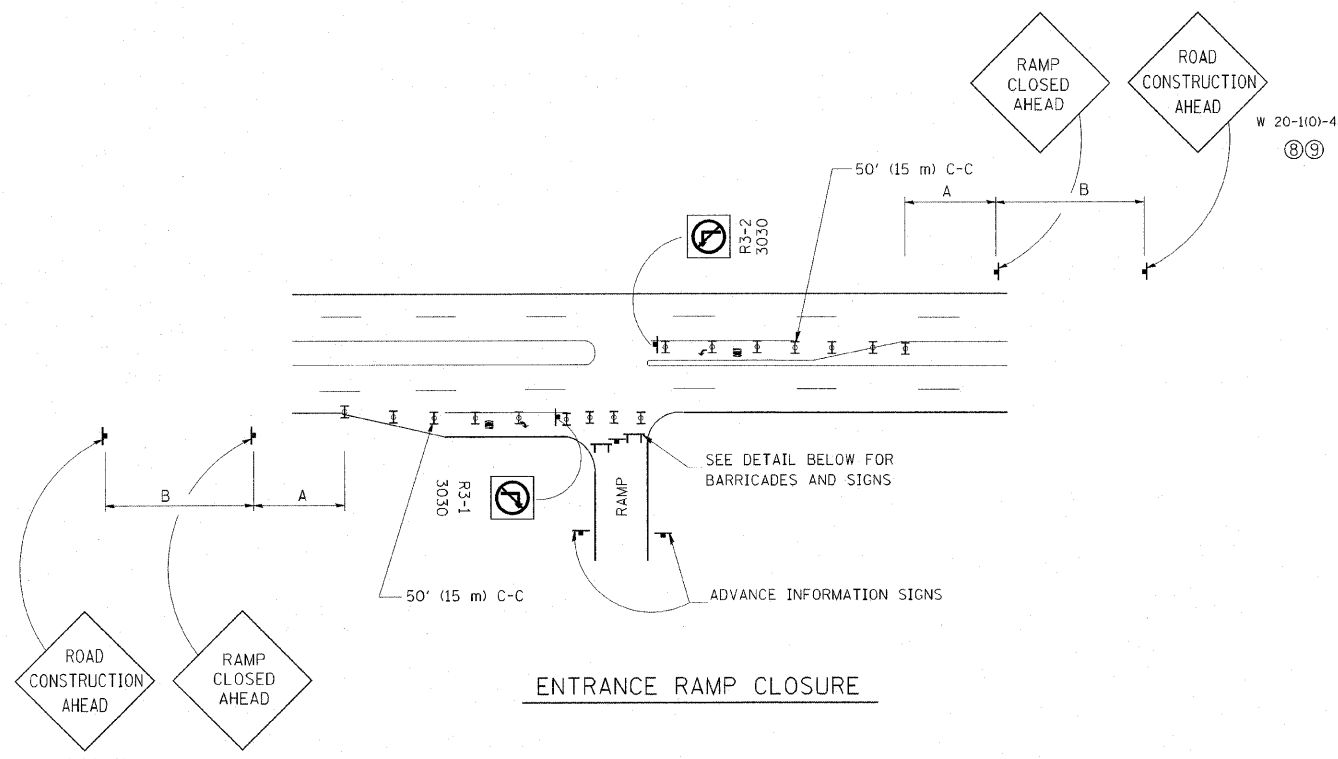 RAMP
CLOSED
AHEAD
ROAD
CONSTRUCTION
AHEAD
W 20-1(O)-4
⑧⑨
50' (15 m) C-C
A
B
R3-2
3030
SEE DETAIL BELOW FOR
BARRICADES AND SIGNS
RAMP
B
A
R3-1
3030
50' (15 m) C-C
ADVANCE INFORMATION SIGNS
ROAD
CONSTRUCTION
AHEAD
RAMP
CLOSED
AHEAD
ENTRANCE RAMP CLOSURE